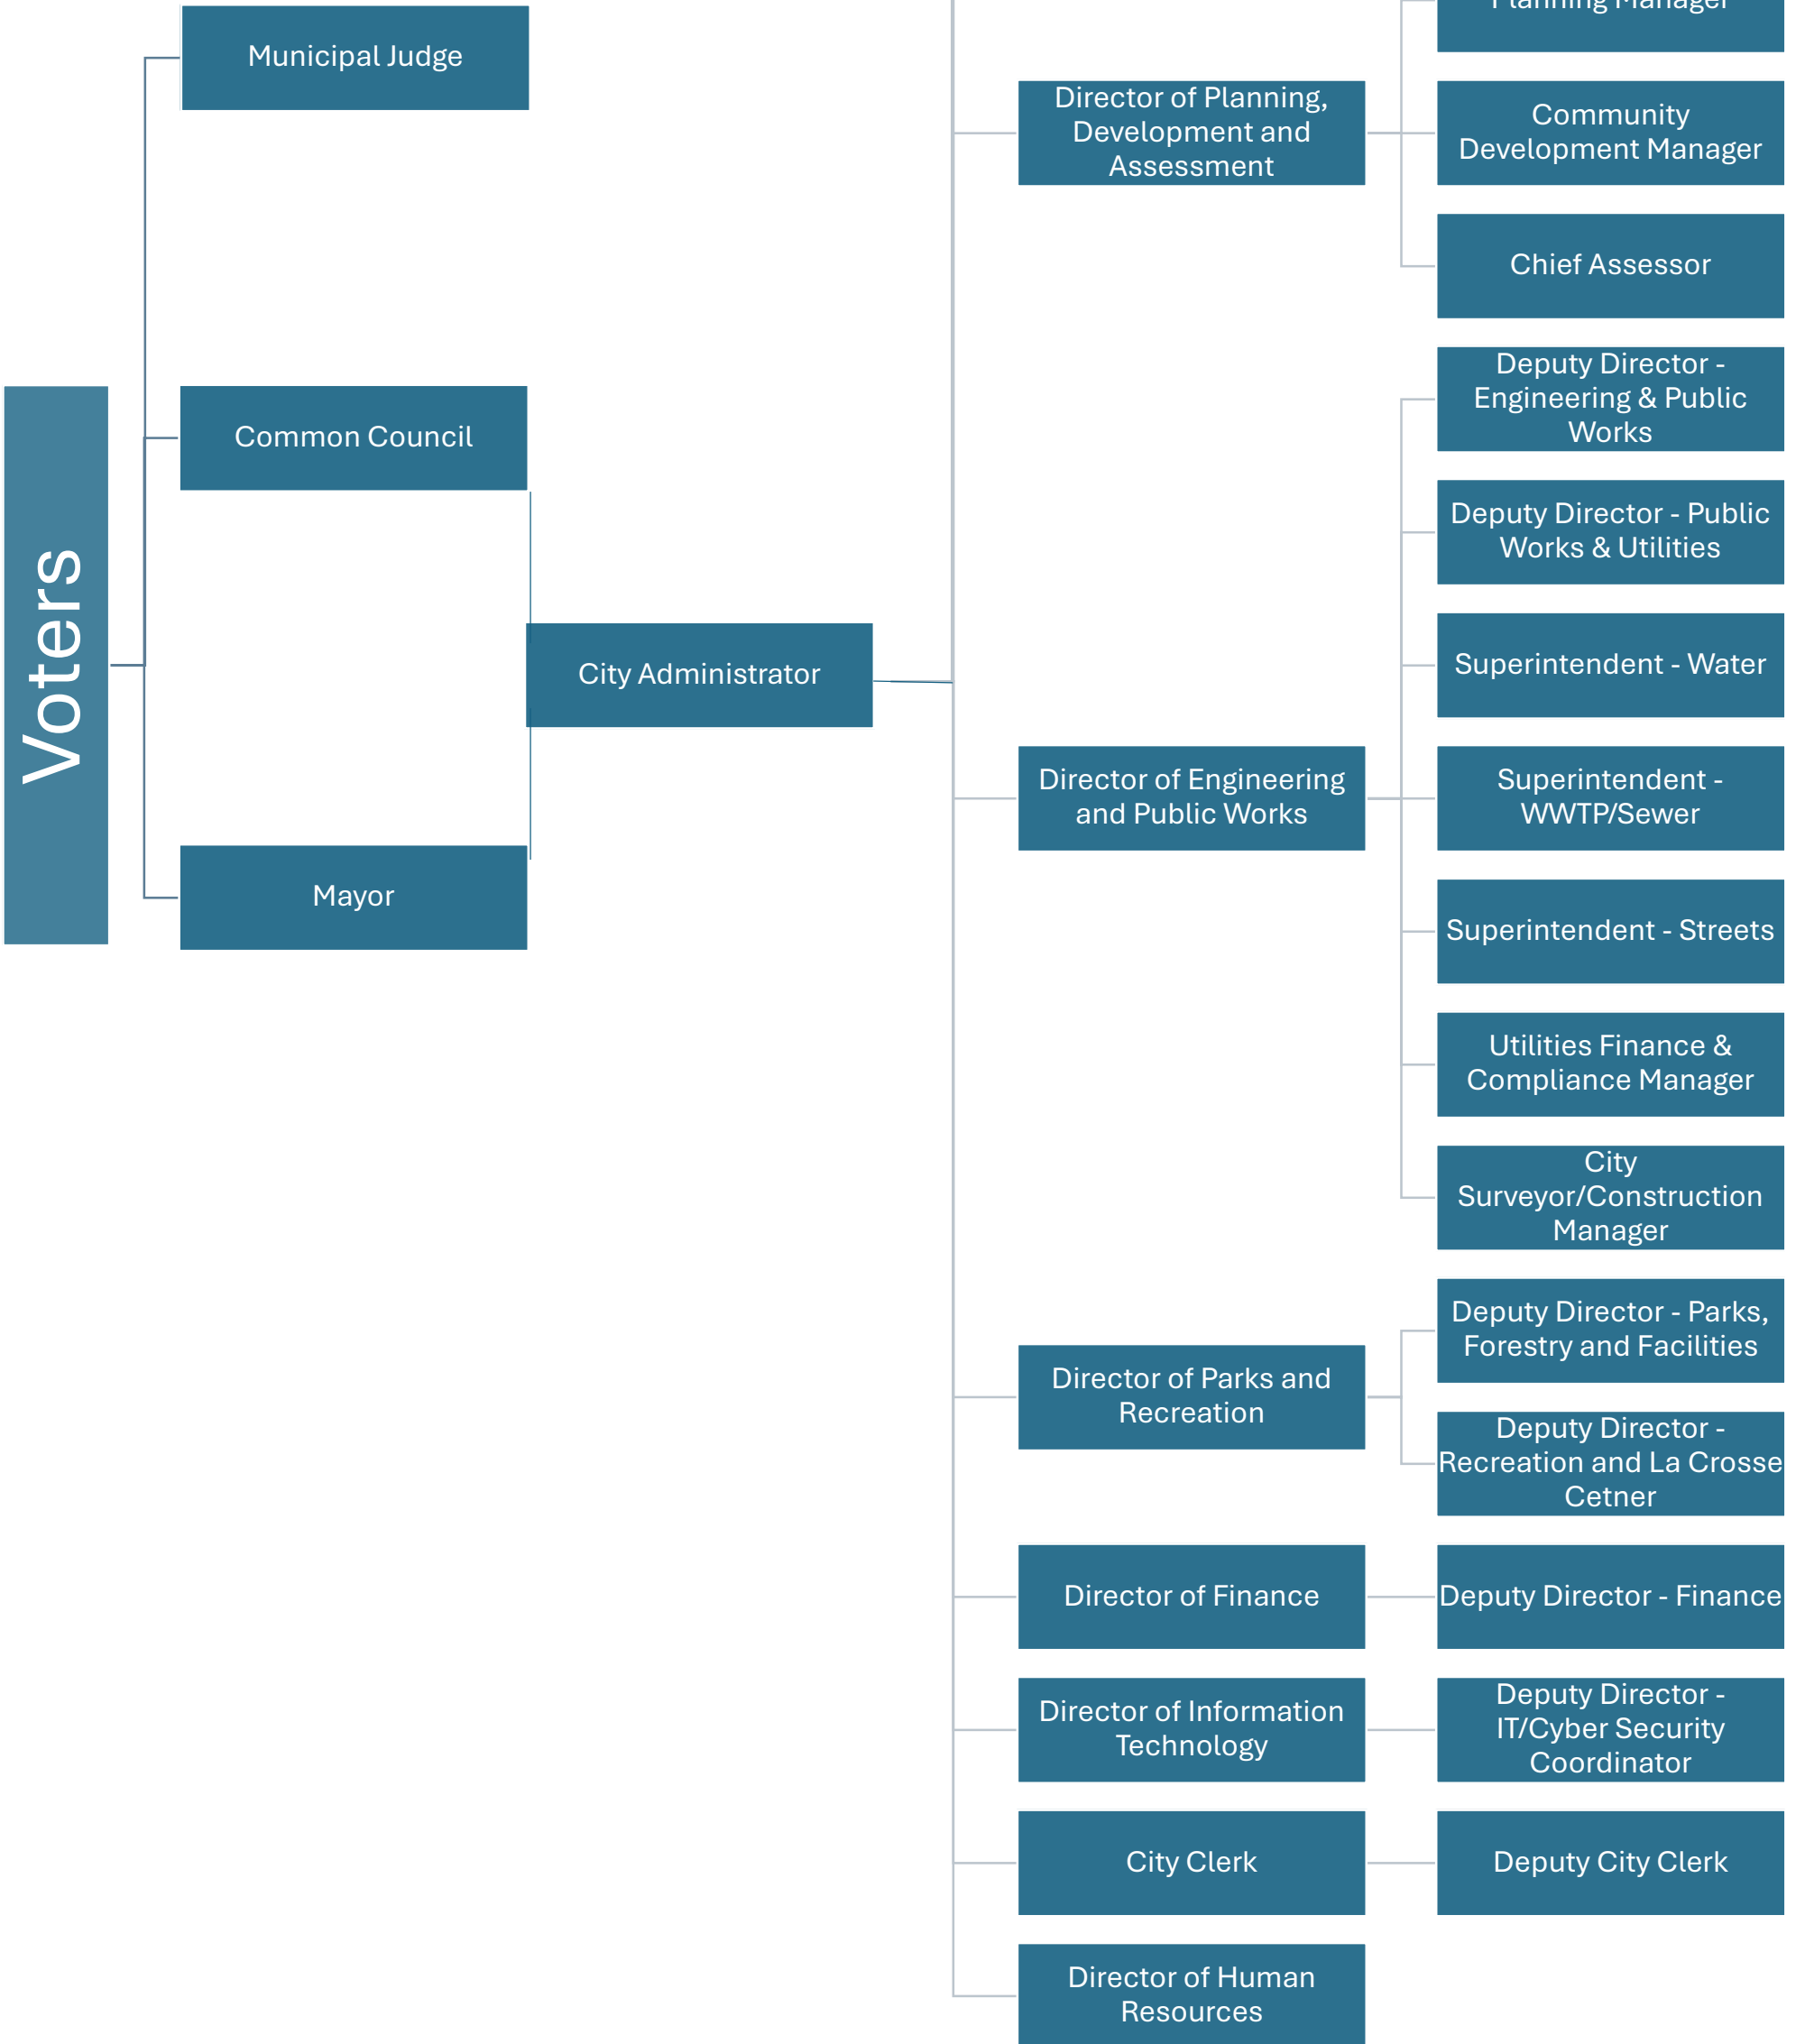 Voters
Municipal Judge
Common Council
Mayor
City Administrator
Director of Planning,
Development and
Assessment
Planning Manager
Community
Development Manager
Chief Assessor
Director of Engineering
and Public Works
Deputy Director -
Engineering & Public
Works
Deputy Director - Public
Works & Utilities
Superintendent - Water
Superintendent -
WWTP/Sewer
Superintendent - Streets
Utilities Finance &
Compliance Manager
City
Surveyor/Construction
Manager
Director of Parks and
Recreation
Deputy Director - Parks,
Forestry and Facilities
Deputy Director -
Recreation and La Crosse
Cetner
Director of Finance
Deputy Director - Finance
Director of Information
Technology
Deputy Director -
IT/Cyber Security
Coordinator
City Clerk
Deputy City Clerk
Director of Human
Resources